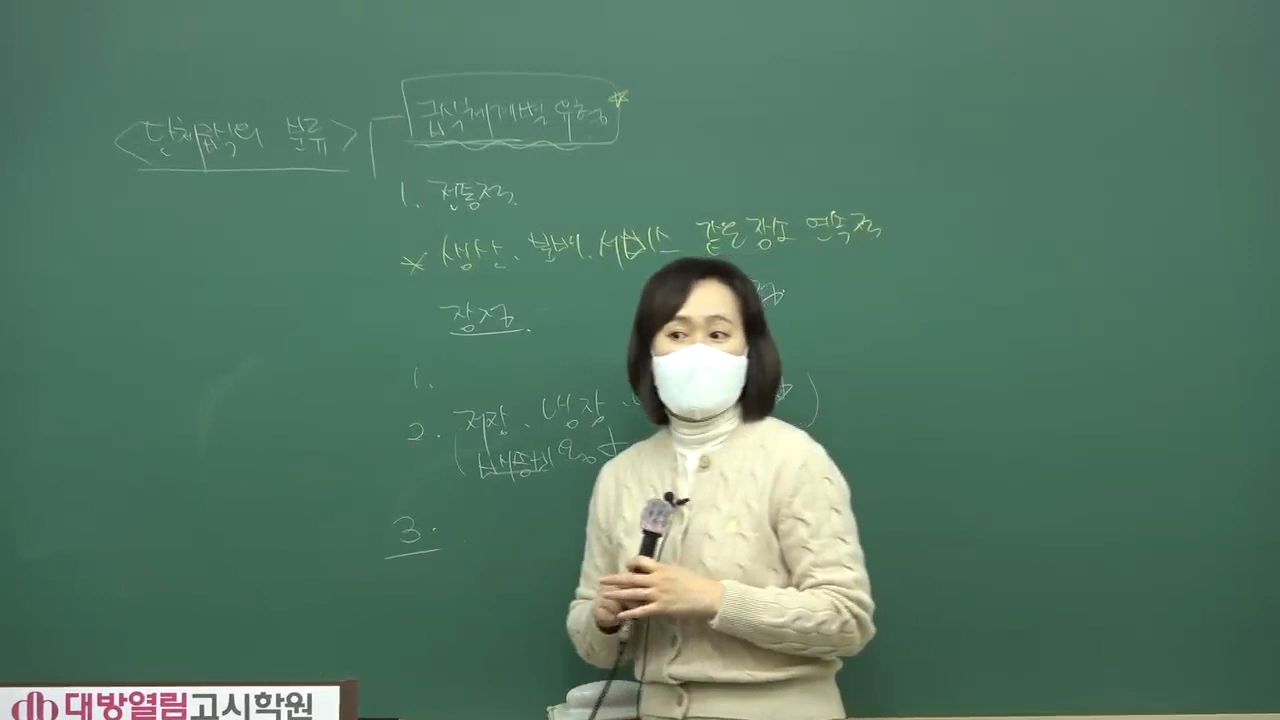 <단체급식의 분류>
급식체계별 유형 *
1. 전통적
* 생산. 분배. 서비스 같은 장소 연속적
장점.
1.
2. 저장. 냉장.
3.
대방열림고시학원